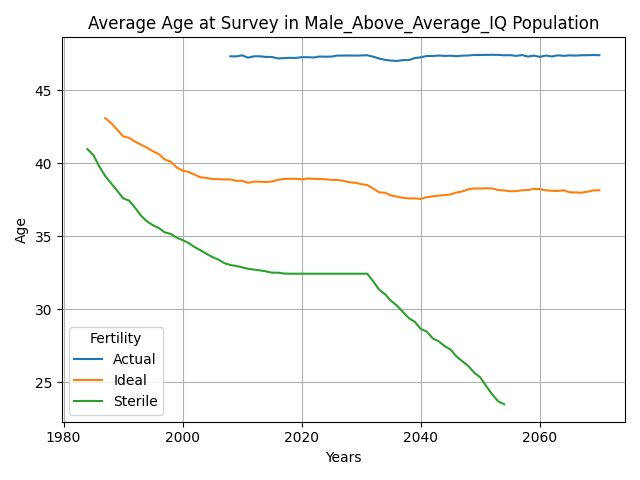 Average Age at Survey in Male_Above_Average_IQ Population
Age
45
40
35
30
25
Fertility
Actual
Ideal
Sterile
1980
2000
2020
2040
2060
Years